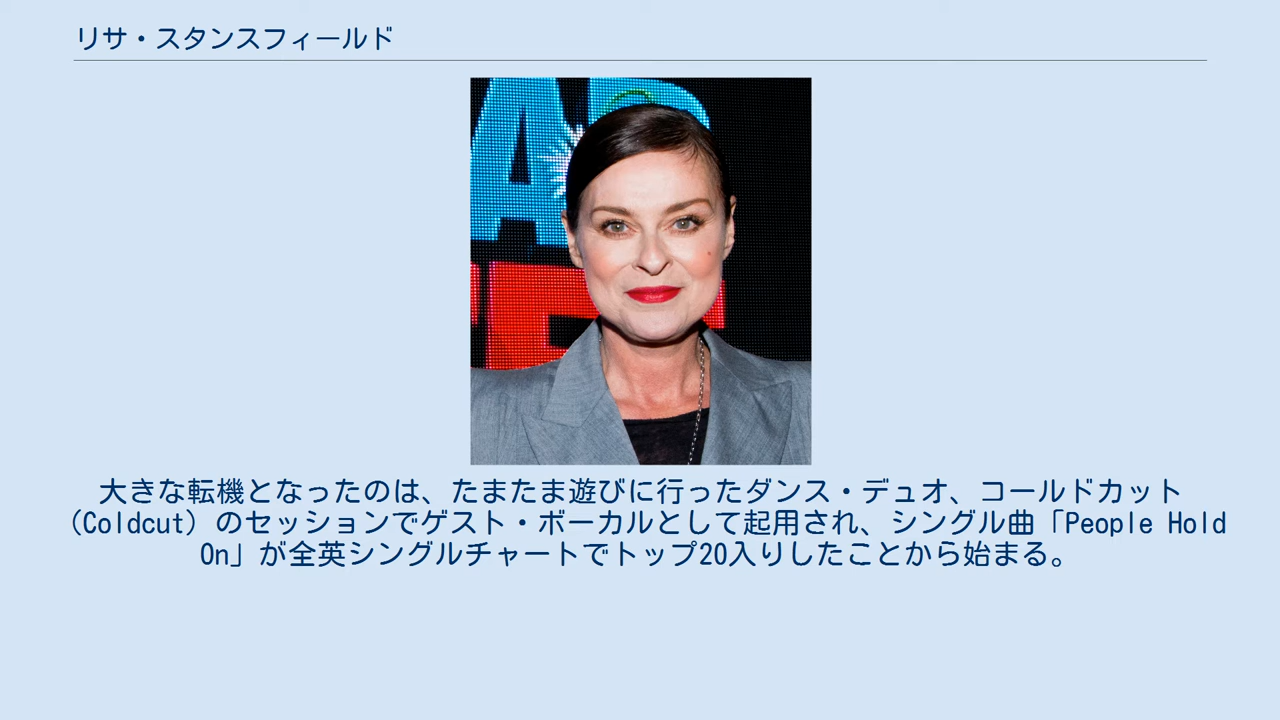 リサ・スタンスフィールド
大きな転機となったのは、たまたま遊びに行ったダンス・デュオ、コールドカット
(Coldcut) のセッションでゲスト・ボーカルとして起用され、シングル曲「People Hold
On」が全英シングルチャートでトップ20入りしたことから始まる。